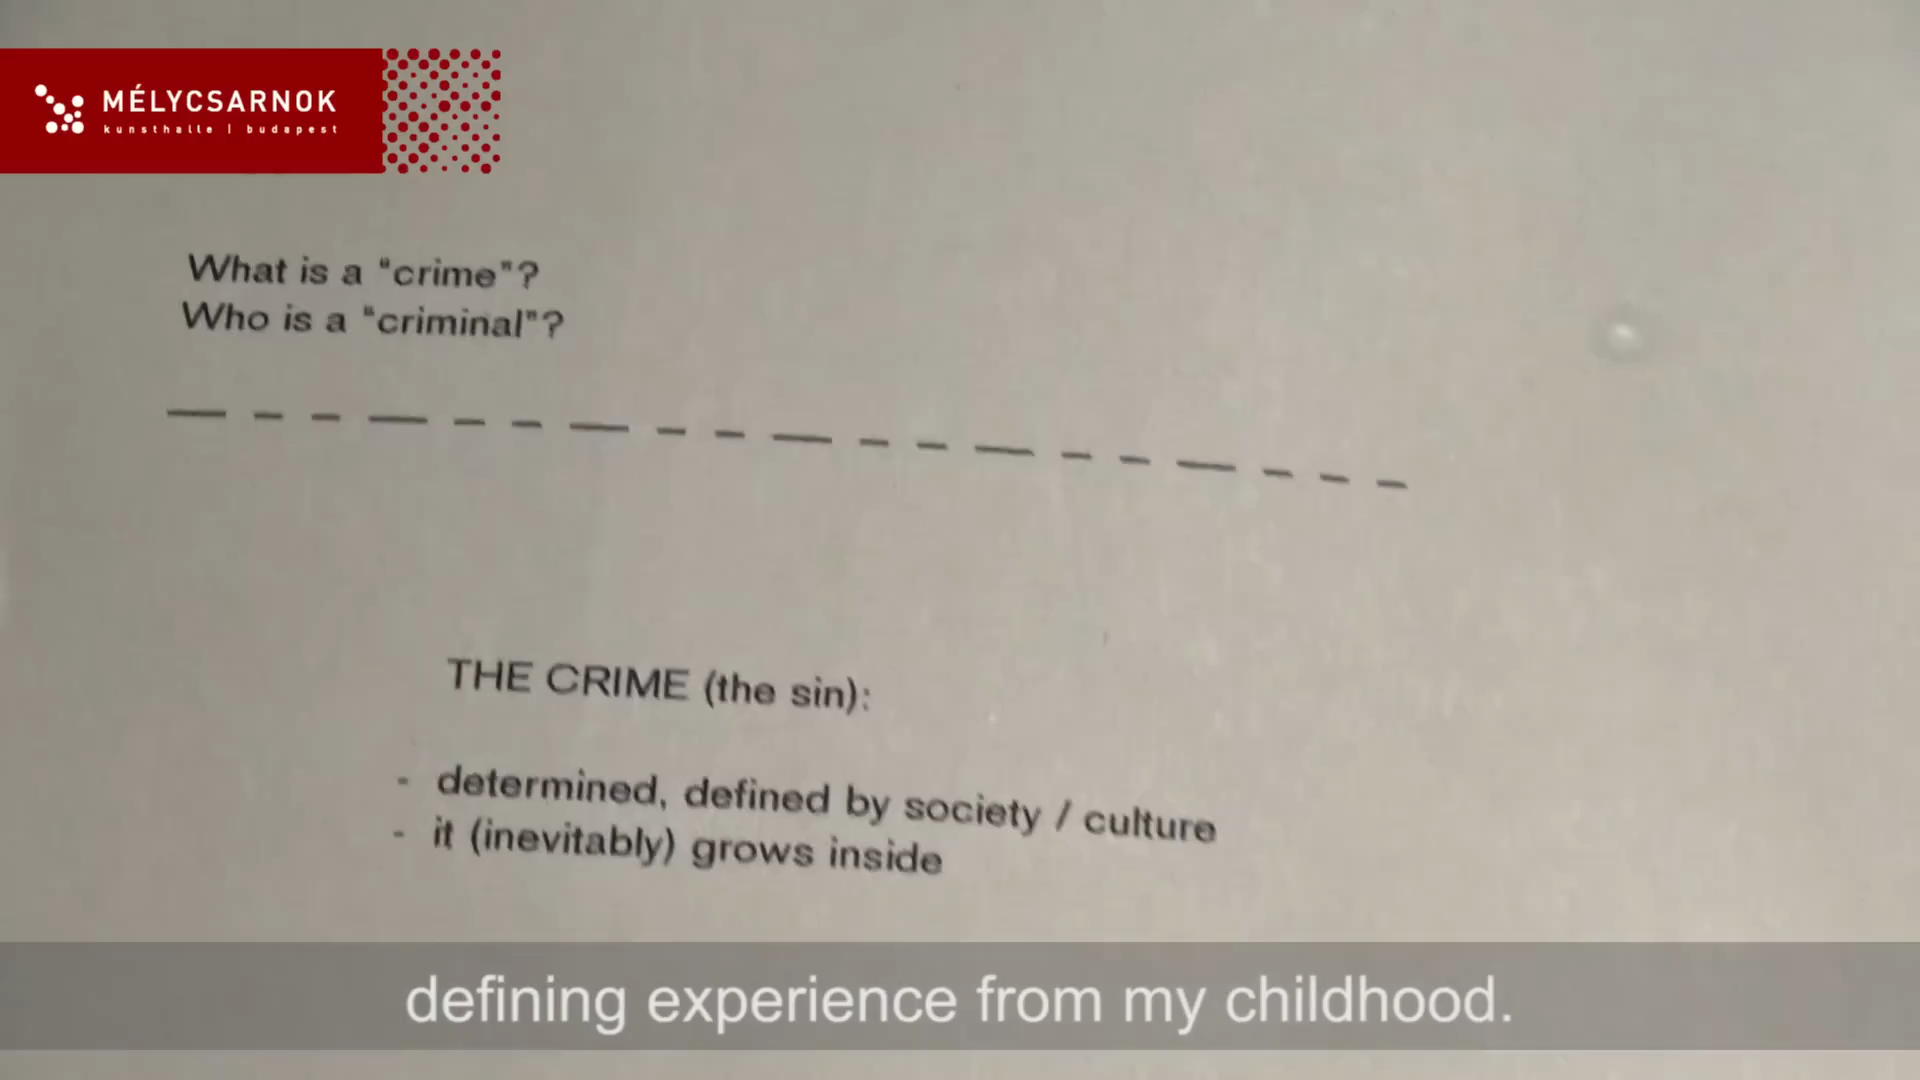 MÉLYCSARNOK
kunsthalle | budapest
What is a "crime"?
Who is a "criminal"?
THE CRIME (the sin):
- determined, defined by society / culture
- it (inevitably) grows inside
defining experience from my childhood.